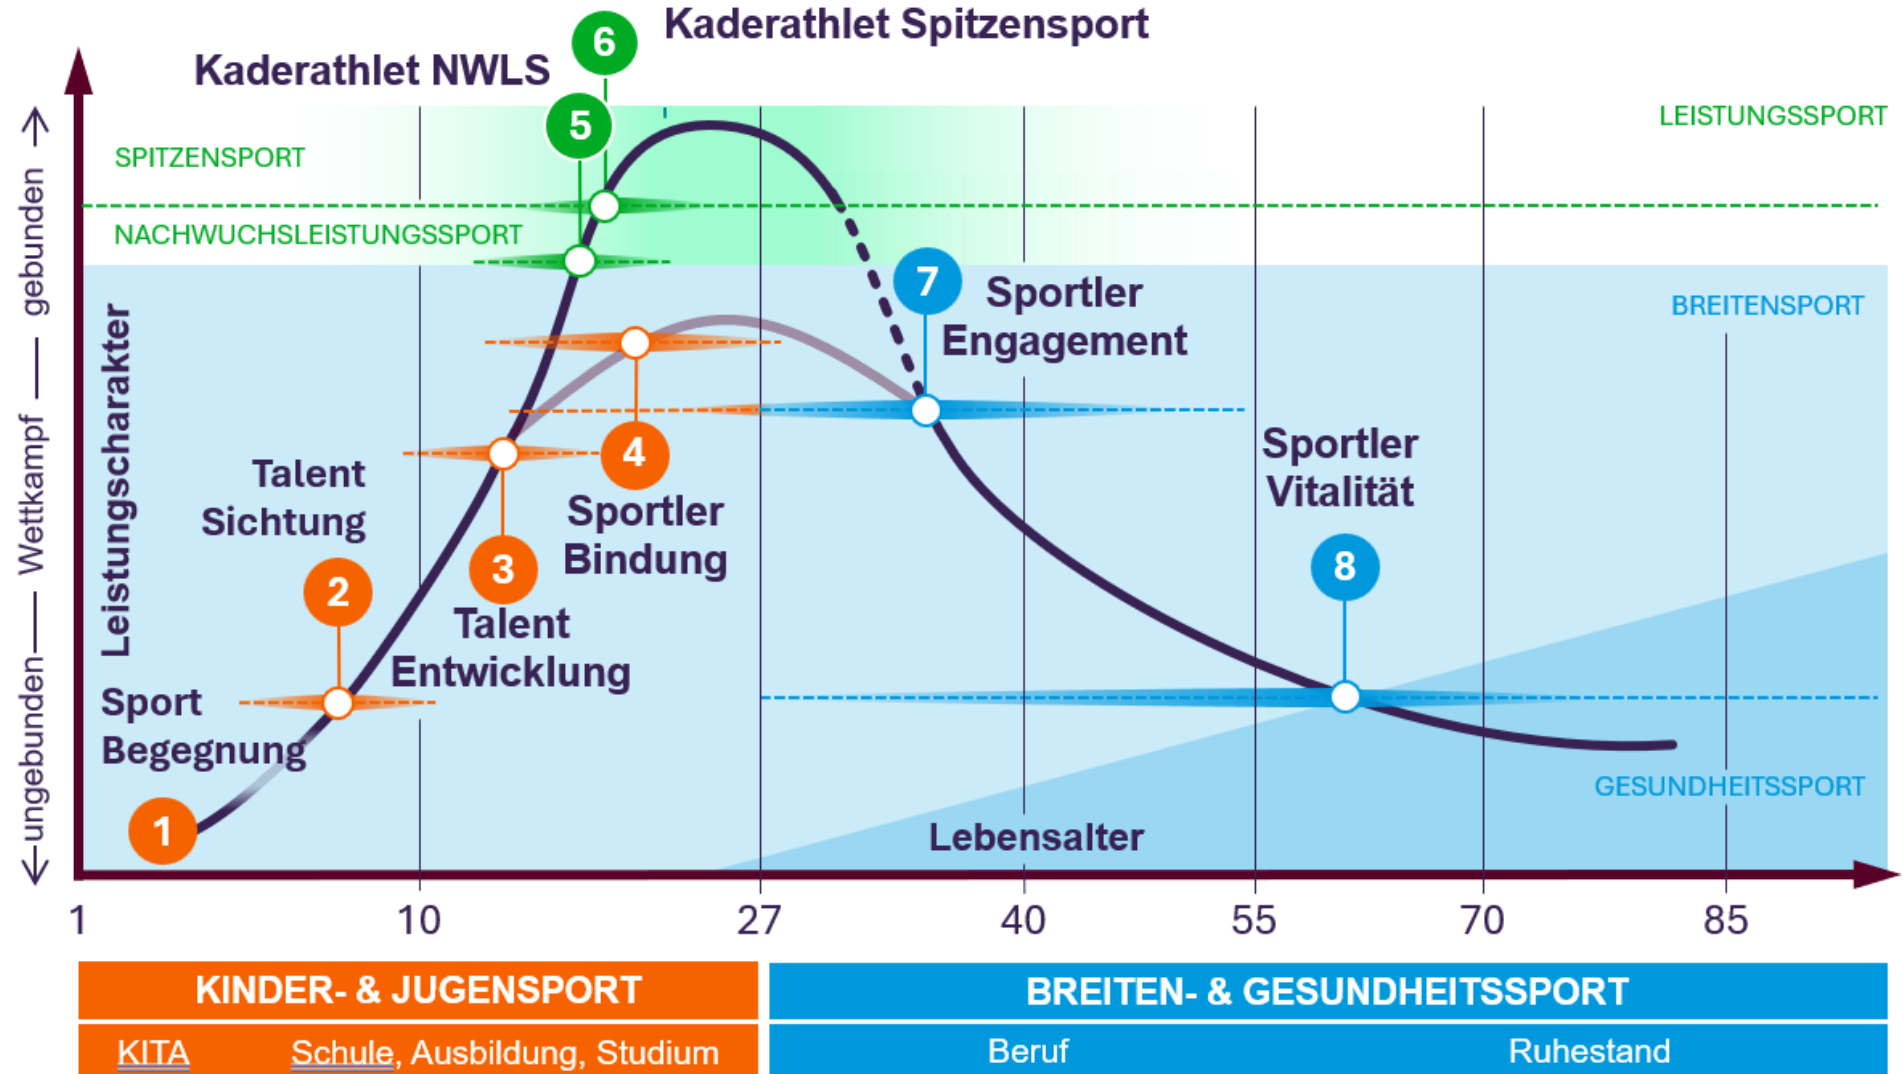 Kaderathlet Spitzensport
6
Kaderathlet NWLS
5
LEISTUNGSSPORT
SPITZENSPORT
NACHWUCHSLEISTUNGSSPORT
7
Sportler
Engagement
BREITENSPORT
ungebunden Wettkampf gebunden
Leistungscharakter
4
Sportler
Bindung
Talent
Sichtung
Sportler
Vitalität
3
Talent
Entwicklung
2
8
Sport
Begegnung
1
GESUNDHEITSSPORT
Lebensalter
1 10 27 40 55 70 85
KINDER- & JUGENSPORT
BREITEN- & GESUNDHEITSSPORT
KITA
Schule, Ausbildung, Studium
Beruf
Ruhestand